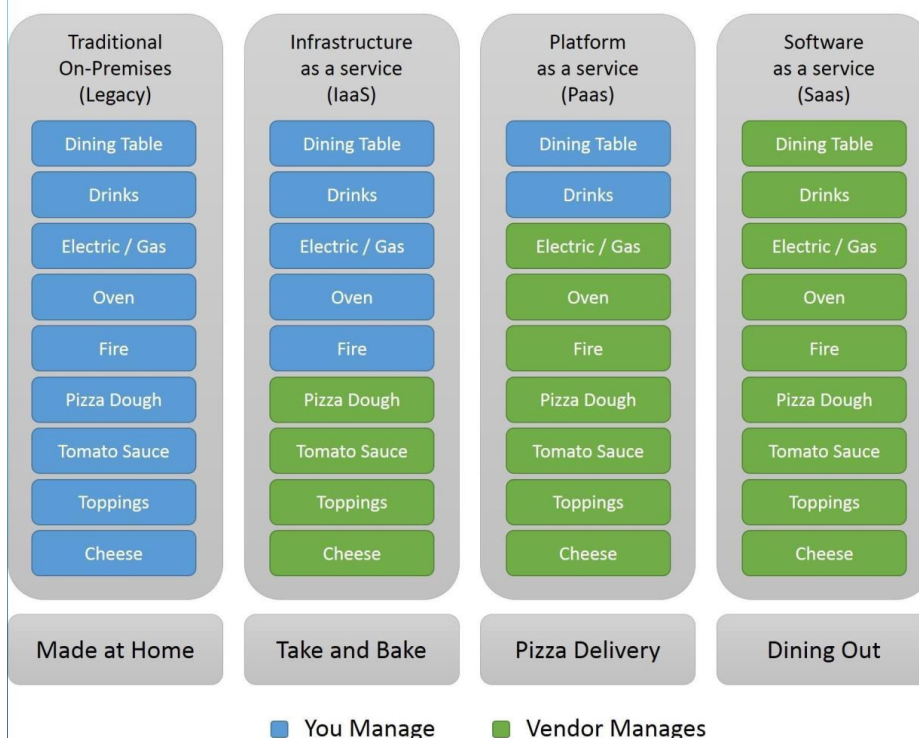 Traditional
On-Premises
(Legacy)
Dining Table
Drinks
Electric / Gas
Oven
Fire
Pizza Dough
Tomato Sauce
Toppings
Cheese
Made at Home
Infrastructure
as a service
(IaaS)
Dining Table
Drinks
Electric / Gas
Oven
Fire
Pizza Dough
Tomato Sauce
Toppings
Cheese
Take and Bake
Platform
as a service
(Paas)
Dining Table
Drinks
Electric / Gas
Oven
Fire
Pizza Dough
Tomato Sauce
Toppings
Cheese
Pizza Delivery
Software
as a service
(Saas)
Dining Table
Drinks
Electric / Gas
Oven
Fire
Pizza Dough
Tomato Sauce
Toppings
Cheese
Dining Out
You Manage
Vendor Manages